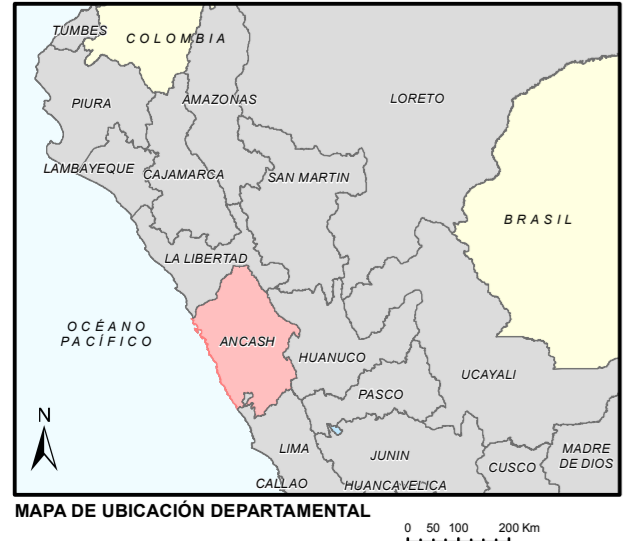 TUMBES
COLOMBIA
PIURA
AMAZONAS
LORETO
LAMBAYEQUE
CAJAMARCA
SAN MARTIN
BRASIL
LA LIBERTAD
OCÉANO
PACÍFICO
ANCASH
HUANUCO
UCAYALI
PASCO
N
LIMA
JUNIN
MADRE
DE DIOS
CUSCO
CALLAO
HUANCAVELICA
MAPA DE UBICACIÓN DEPARTAMENTAL
0 50 100 200 Km